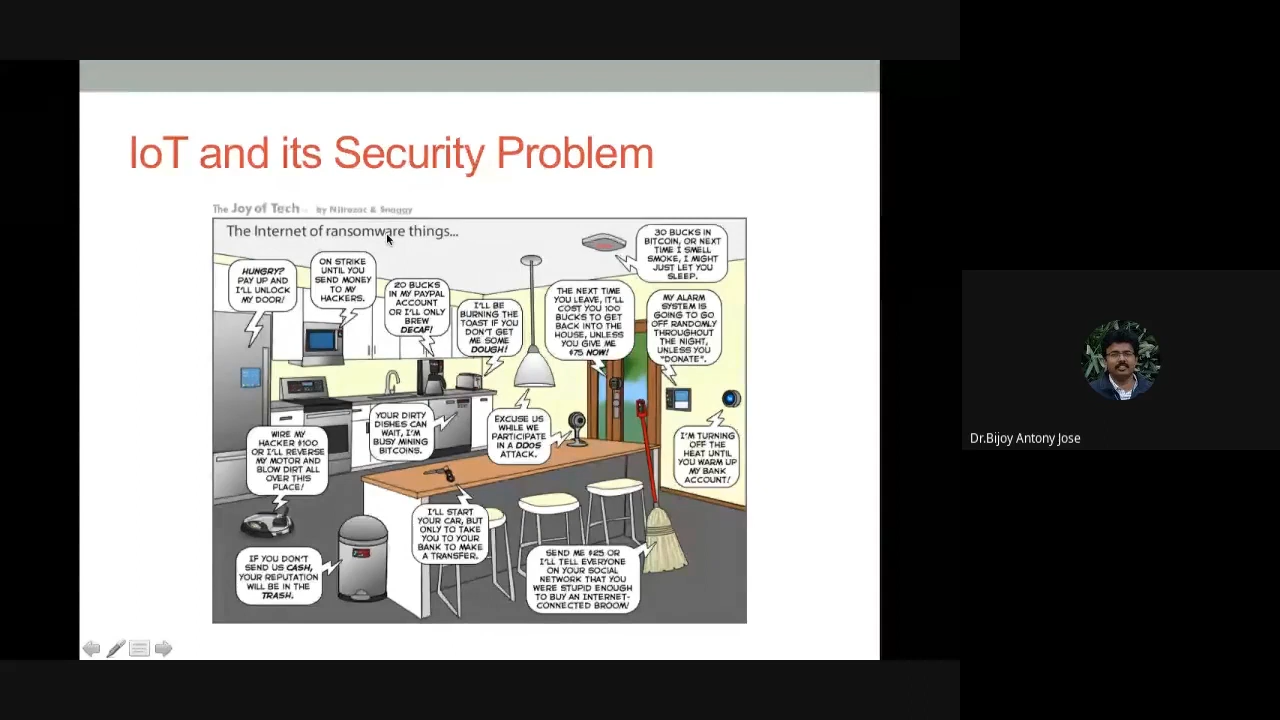 IoT and its Security Problem
The Joy of Tech by Nitrozac & Snaggy
The Internet of ransomware things...
HUNGRY?
PAY UP AND
I'LL UNLOCK
MY DOOR!
ON STRIKE
UNTIL YOU
SEND MONEY
TO MY
HACKERS.
20 BUCKS
IN MY PAYPAL
ACCOUNT
OR I'LL ONLY
BREW
DECAF!
I'LL BE
BURNING THE
TOAST IF YOU
DON'T GET
ME SOME
DOUGH!
THE NEXT TIME
YOU LEAVE, IT'LL
COST YOU 100
BUCKS TO GET
BACK INTO THE
HOUSE, UNLESS
YOU GIVE ME
$75 NOW!
30 BUCKS IN
BITCOIN, OR NEXT
TIME I SMELL
SMOKE, I MIGHT
JUST LET YOU
SLEEP.
MY ALARM
SYSTEM IS
GOING TO GO
OFF RANDOMLY
THROUGHOUT
THE NIGHT,
UNLESS YOU
"DONATE".
WIRE MY
HACKER $100
OR I'LL REVERSE
MY MOTOR AND
BLOW DIRT ALL
OVER THIS
PLACE!
YOUR DIRTY
DISHES CAN
WAIT, I'M
BUSY MINING
BITCOINS.
EXCUSE US
WHILE WE
PARTICIPATE
IN A DDOS
ATTACK.
I'M TURNING
OFF THE
HEAT UNTIL
YOU WARM UP
MY BANK
ACCOUNT!
IF YOU DON'T
SEND US CASH,
YOUR REPUTATION
WILL BE IN THE
TRASH.
I'LL START
YOUR CAR, BUT
ONLY TO TAKE
YOU TO YOUR
BANK TO MAKE
A TRANSFER.
SEND ME $25 OR
I'LL TELL EVERYONE
ON YOUR SOCIAL
NETWORK THAT YOU
WERE STUPID ENOUGH
TO BUY AN INTERNET-
CONNECTED BROOM!
Dr.Bijoy Antony Jose